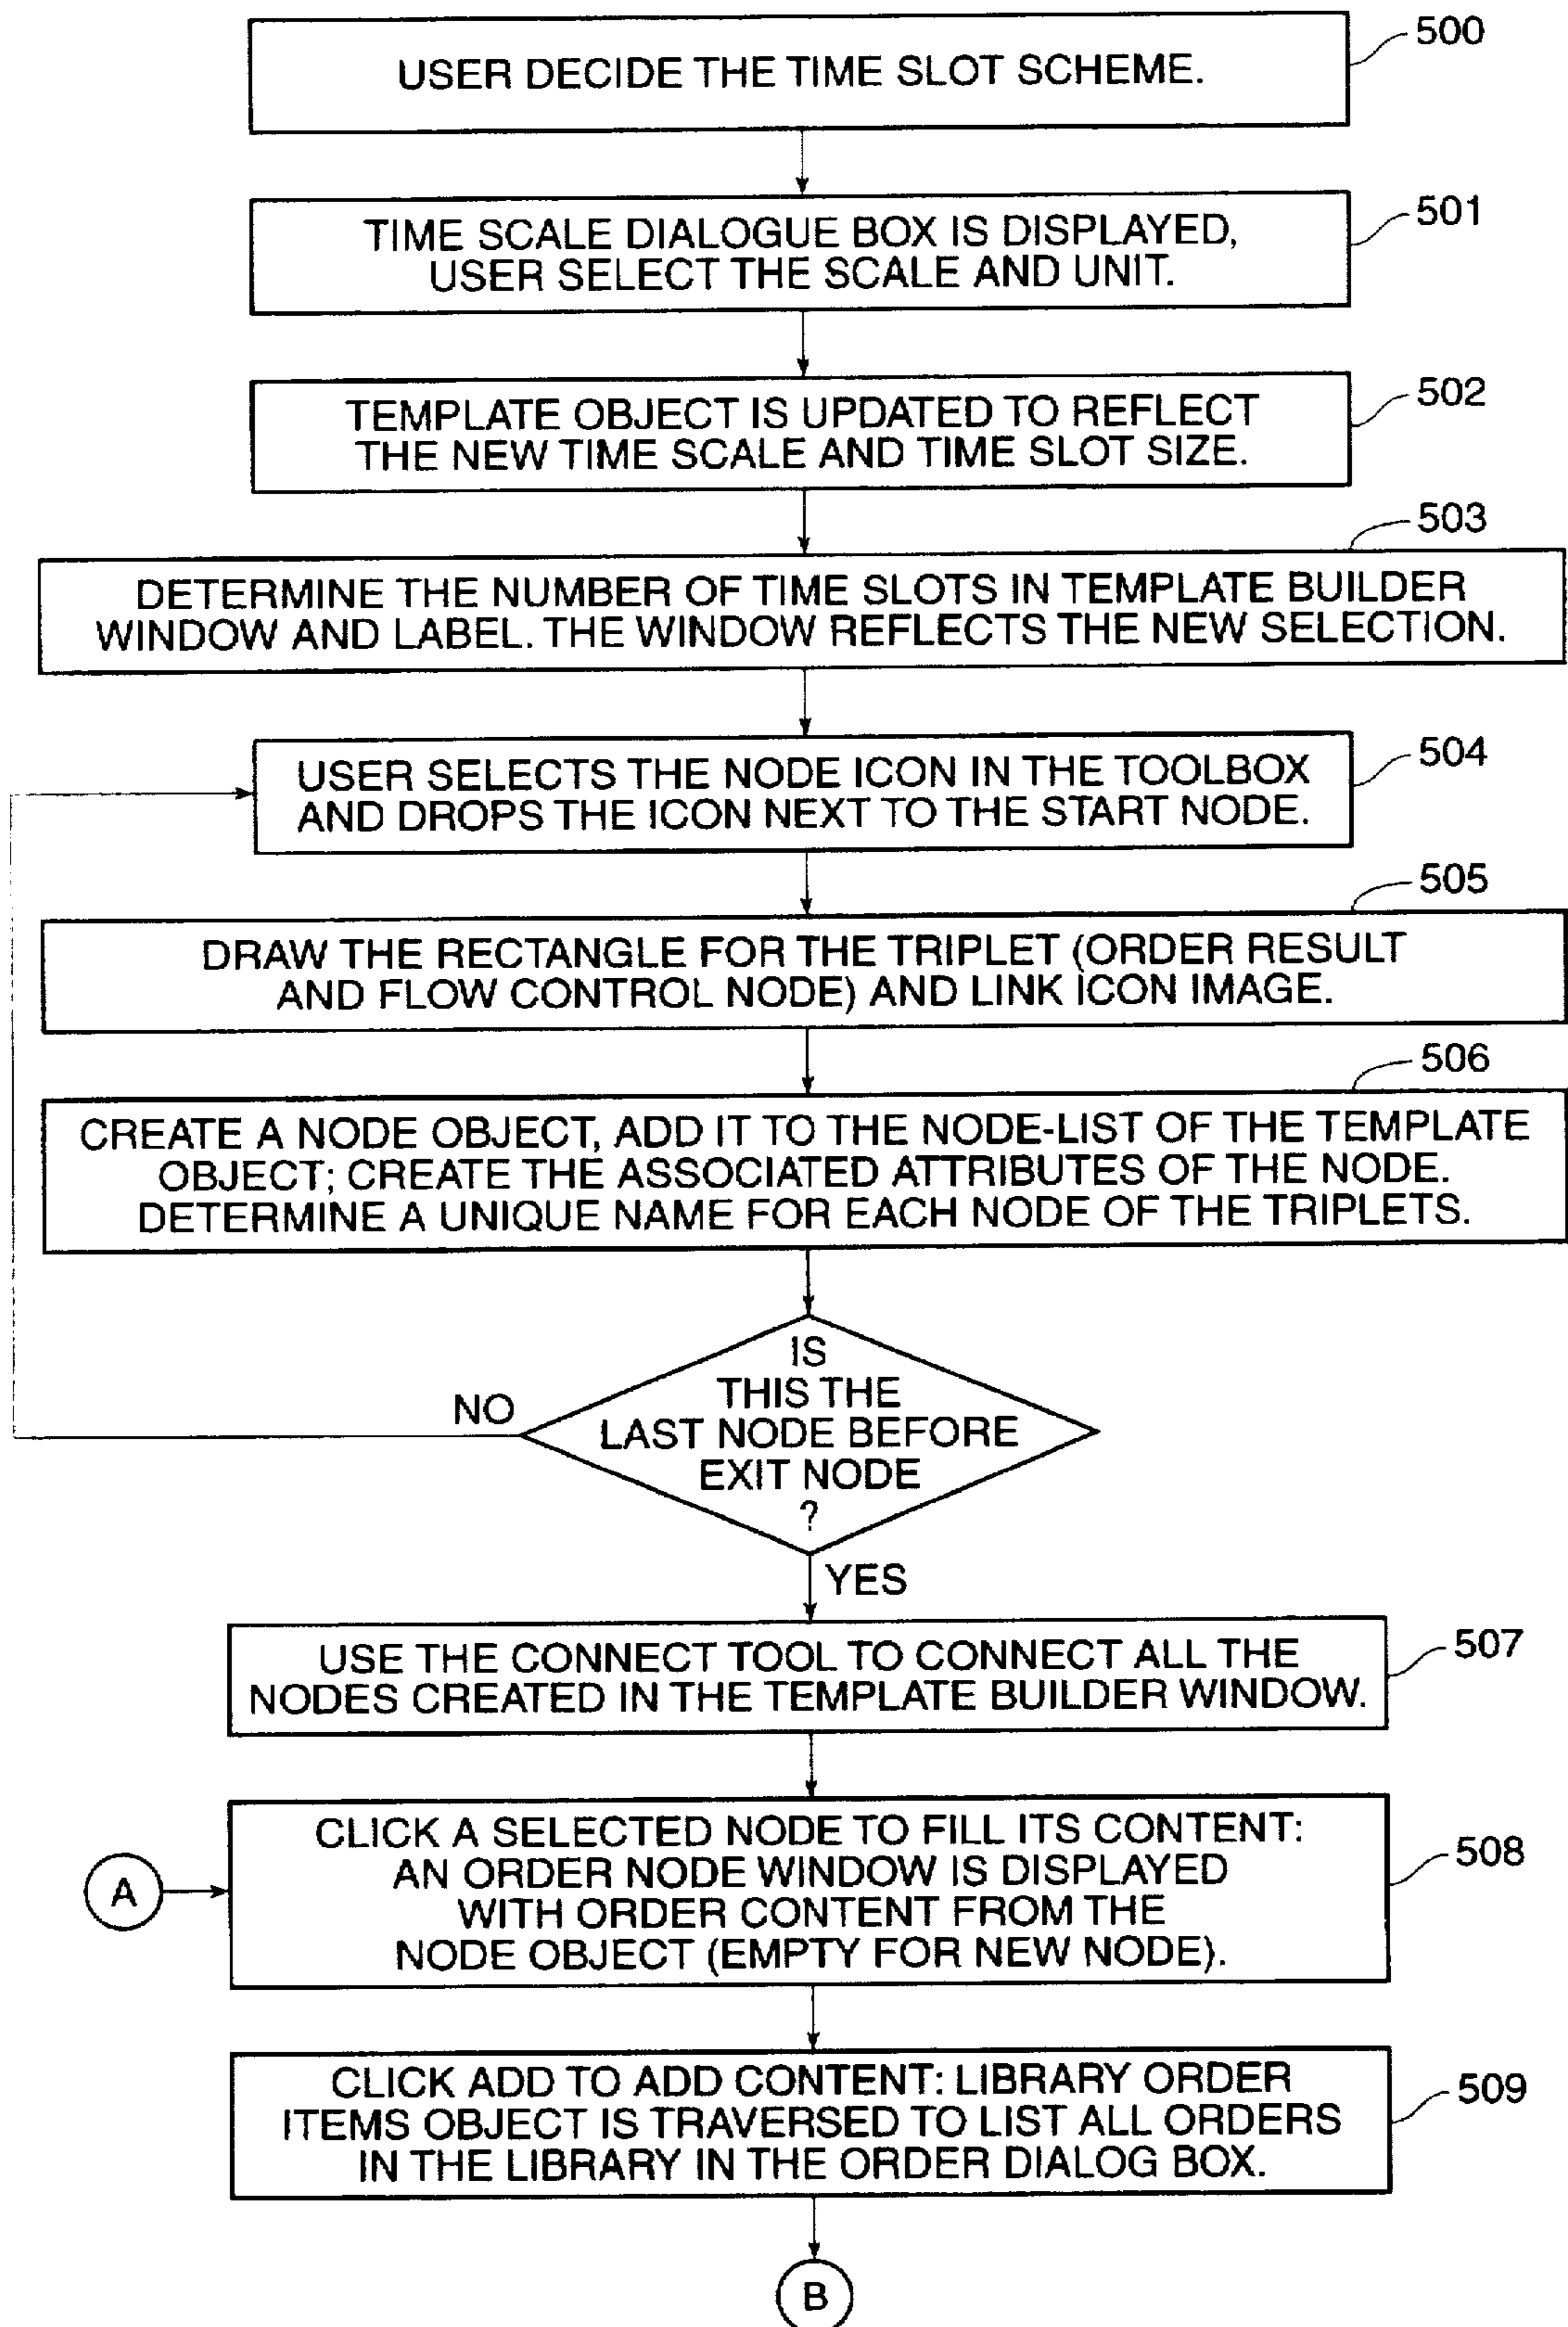 500
USER DECIDE THE TIME SLOT SCHEME.
501
TIME SCALE DIALOGUE BOX IS DISPLAYED,
USER SELECT THE SCALE AND UNIT.
502
TEMPLATE OBJECT IS UPDATED TO REFLECT
THE NEW TIME SCALE AND TIME SLOT SIZE.
503
DETERMINE THE NUMBER OF TIME SLOTS IN TEMPLATE BUILDER
WINDOW AND LABEL. THE WINDOW REFLECTS THE NEW SELECTION.
504
USER SELECTS THE NODE ICON IN THE TOOLBOX
AND DROPS THE ICON NEXT TO THE START NODE.
505
DRAW THE RECTANGLE FOR THE TRIPLET (ORDER RESULT
AND FLOW CONTROL NODE) AND LINK ICON IMAGE.
506
CREATE A NODE OBJECT, ADD IT TO THE NODE-LIST OF THE TEMPLATE
OBJECT; CREATE THE ASSOCIATED ATTRIBUTES OF THE NODE.
DETERMINE A UNIQUE NAME FOR EACH NODE OF THE TRIPLETS.
IS
THIS THE
LAST NODE BEFORE
EXIT NODE
?
NO
YES
507
USE THE CONNECT TOOL TO CONNECT ALL THE
NODES CREATED IN THE TEMPLATE BUILDER WINDOW.
508
A
CLICK A SELECTED NODE TO FILL ITS CONTENT:
AN ORDER NODE WINDOW IS DISPLAYED
WITH ORDER CONTENT FROM THE
NODE OBJECT (EMPTY FOR NEW NODE).
509
CLICK ADD TO ADD CONTENT: LIBRARY ORDER
ITEMS OBJECT IS TRAVERSED TO LIST ALL ORDERS
IN THE LIBRARY IN THE ORDER DIALOG BOX.
B